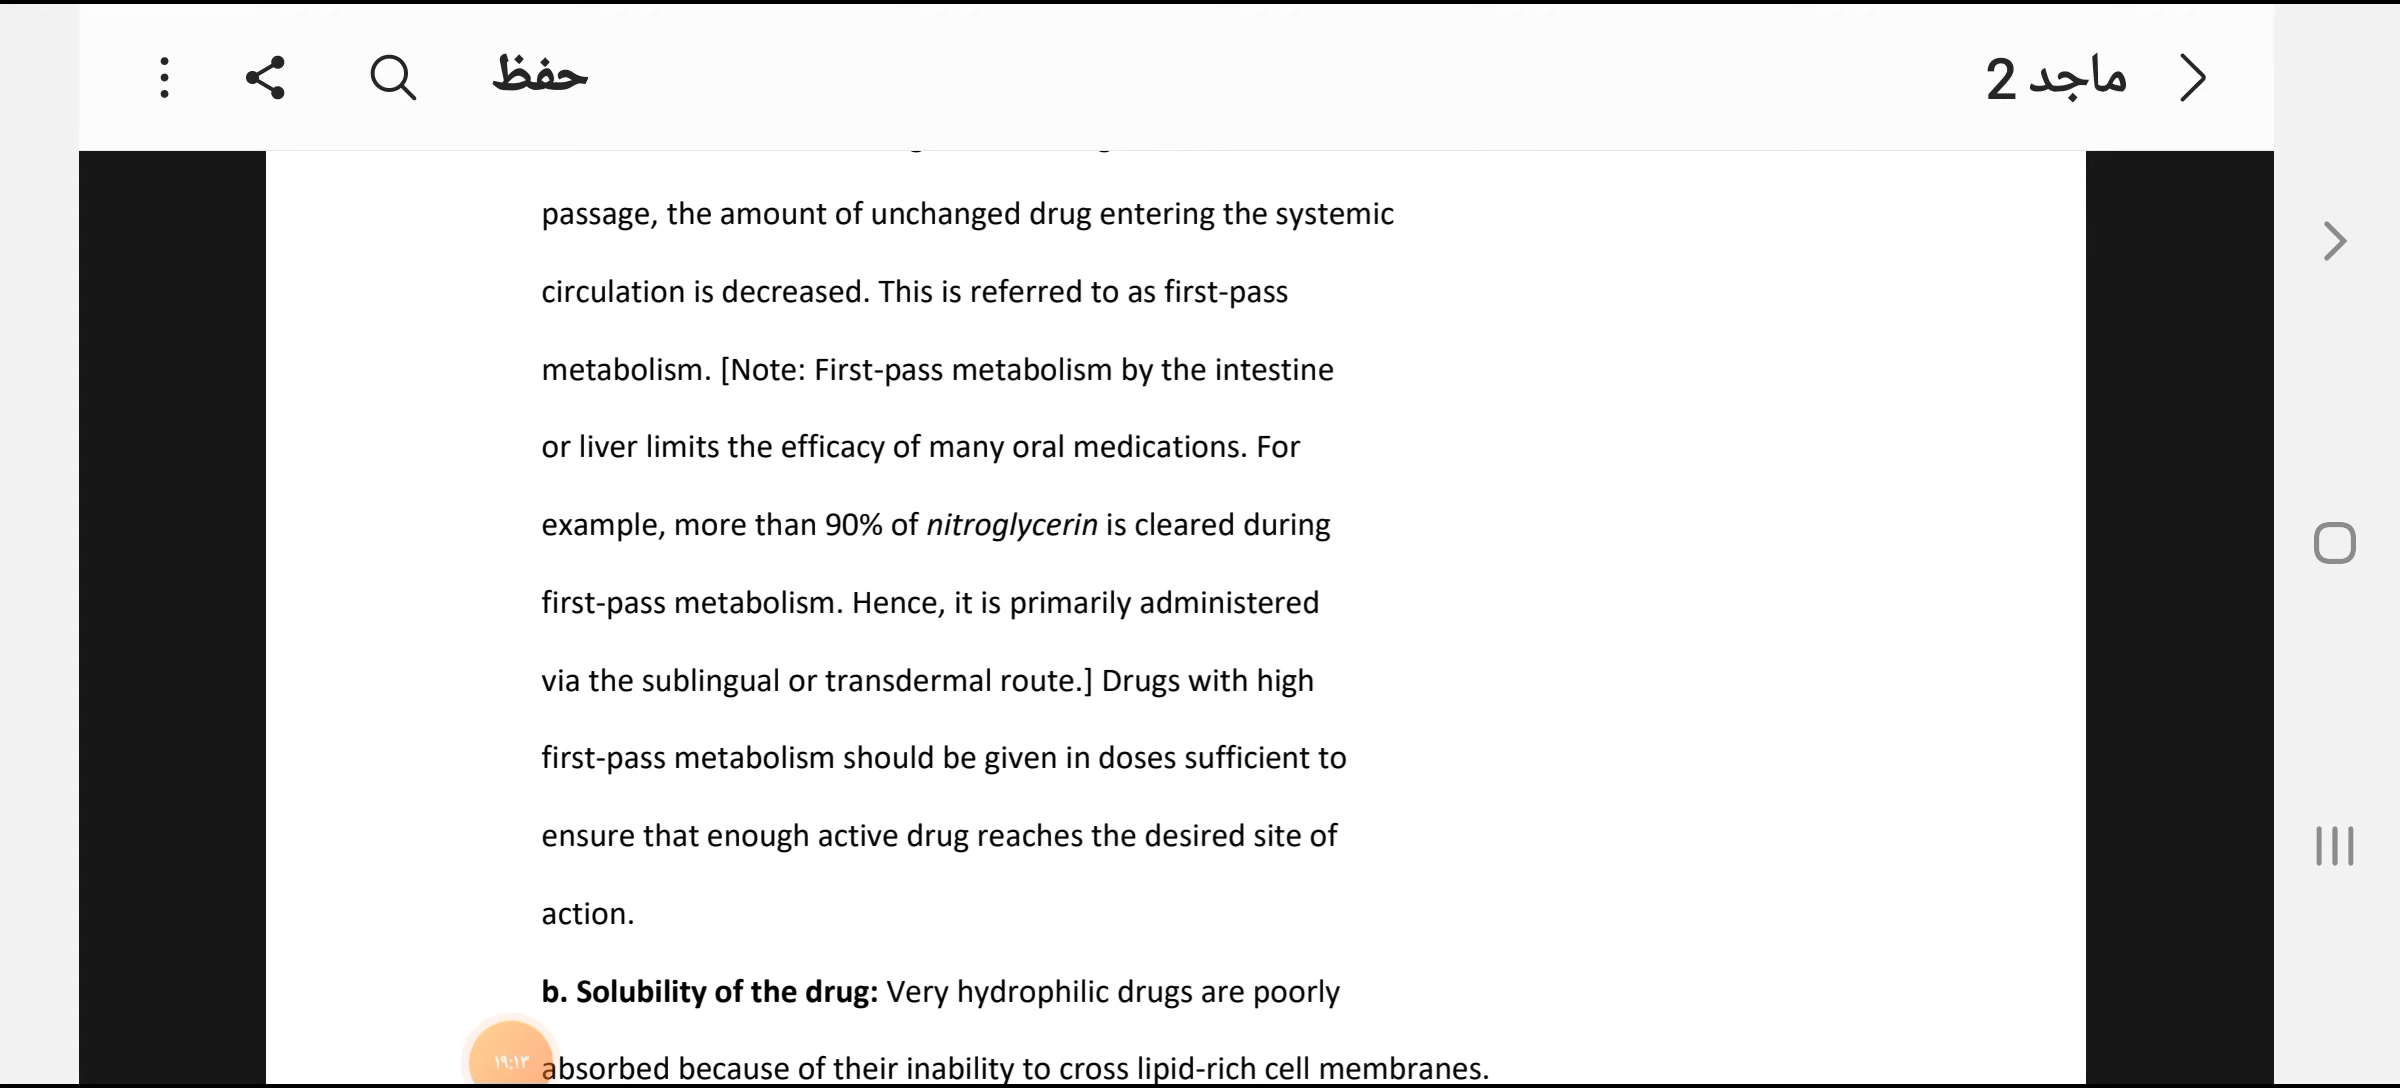 ماجد 2
حفظ
passage, the amount of unchanged drug entering the systemic
circulation is decreased. This is referred to as first-pass
metabolism. [Note: First-pass metabolism by the intestine
or liver limits the efficacy of many oral medications. For
example, more than 90% of nitroglycerin is cleared during
first-pass metabolism. Hence, it is primarily administered
via the sublingual or transdermal route.] Drugs with high
first-pass metabolism should be given in doses sufficient to
ensure that enough active drug reaches the desired site of
action.
b. Solubility of the drug: Very hydrophilic drugs are poorly
absorbed because of their inability to cross lipid-rich cell membranes.
١٩:١٣